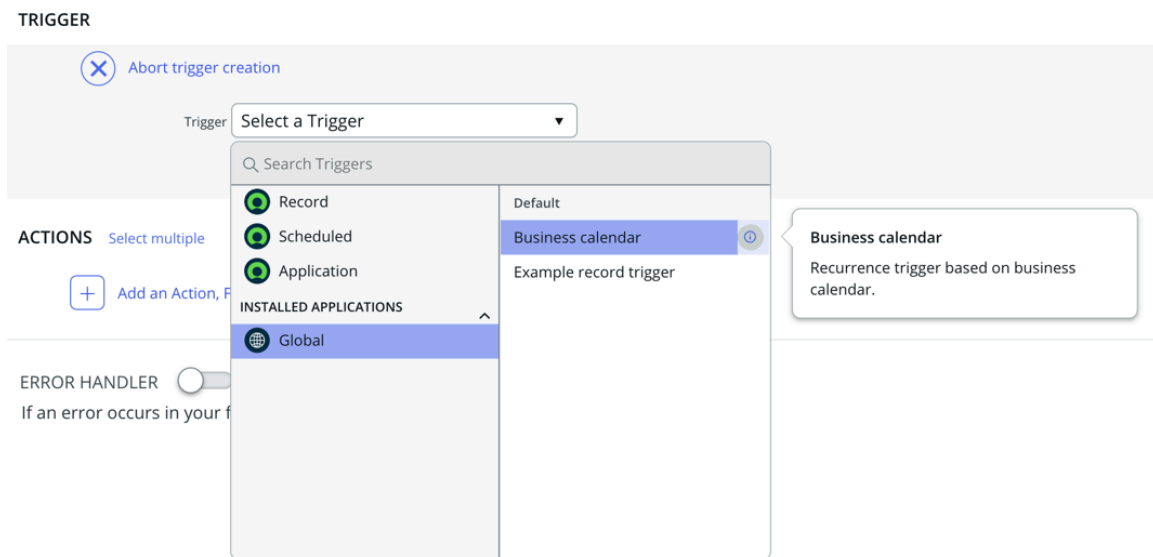 TRIGGER
Abort trigger creation
Trigger
Select a Trigger
Search Triggers
Record
Scheduled
Application
INSTALLED APPLICATIONS
Global
Default
Business calendar
Example record trigger
Business calendar
Recurrence trigger based on business
calendar.
ACTIONS Select multiple
Add an Action, F
ERROR HANDLER
If an error occurs in your f